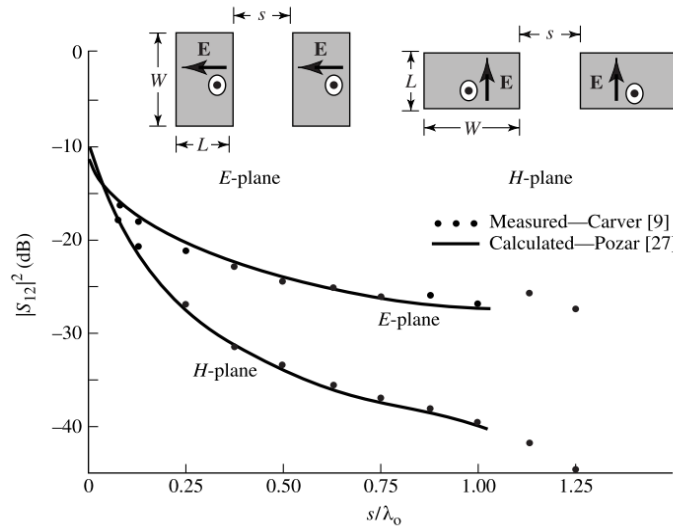 s
s
E
E
W
L
E
E
L
W
L
E-plane
H-plane
Measured—Carver [9]
Calculated—Pozar [27]
E-plane
H-plane
|S₁₂|² (dB)
0
−10
−20
−30
−40
0
0.25
0.50
0.75
1.00
1.25
s/λₒ